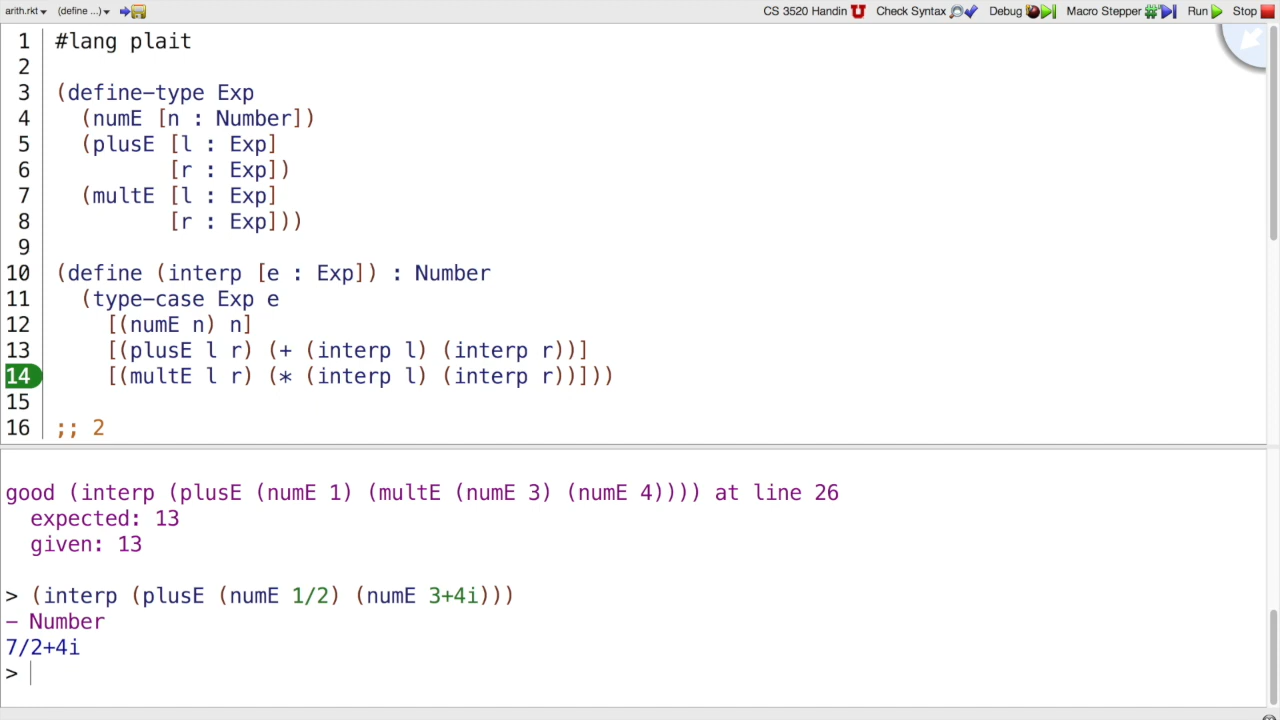 arith.rkt (define ...) CS 3520 Handin Check Syntax Debug Macro Stepper Run Stop
1 #lang plait
2
3 (define-type Exp
4   (numE [n : Number])
5   (plusE [l : Exp]
6          [r : Exp])
7   (multE [l : Exp]
8          [r : Exp]))
9
10 (define (interp [e : Exp]) : Number
11   (type-case Exp e
12     [(numE n) n]
13     [(plusE l r) (+ (interp l) (interp r))]
14     [(multE l r) (* (interp l) (interp r))]))
15
16 ;; 2
good (interp (plusE (numE 1) (multE (numE 3) (numE 4)))) at line 26
  expected: 13
  given: 13
> (interp (plusE (numE 1/2) (numE 3+4i)))
- Number
7/2+4i
>